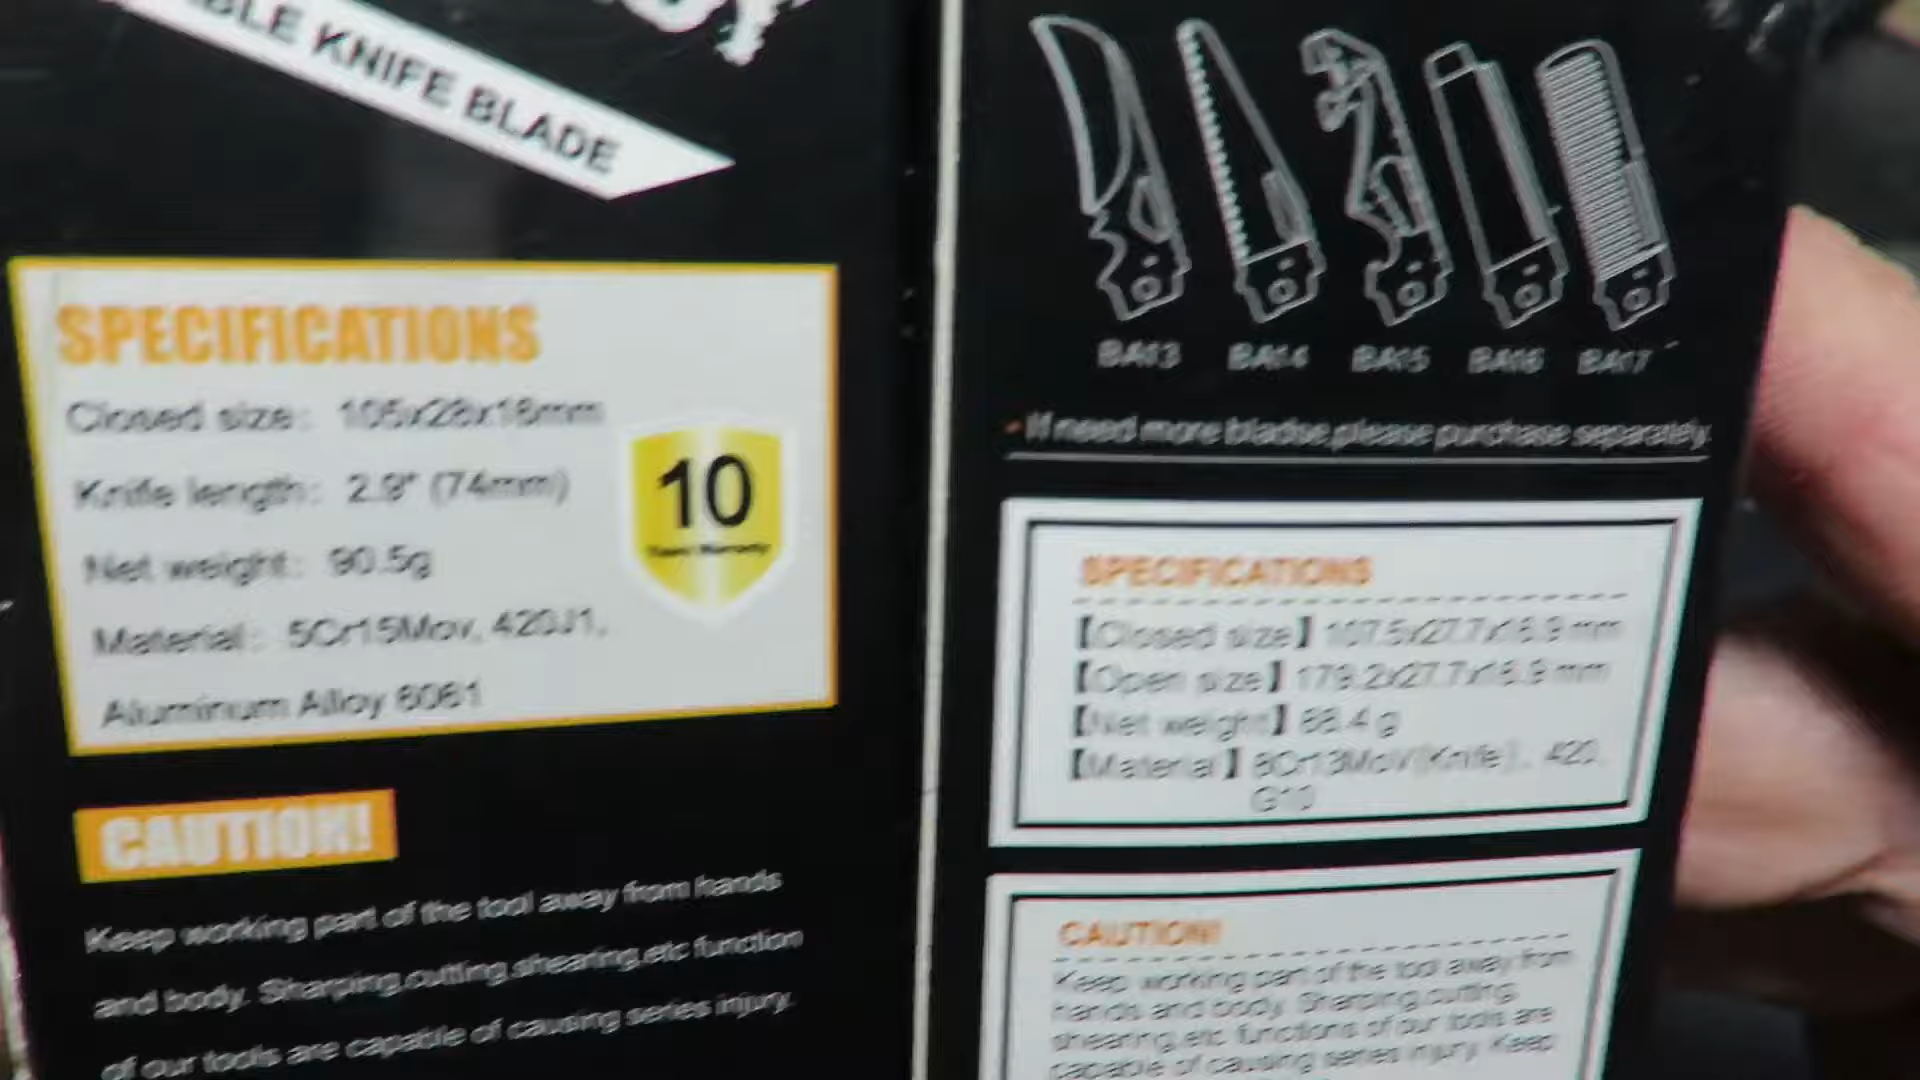 BLE KNIFE BLADE
SPECIFICATIONS
Closed size: 105x28x18mm
Knife length: 2.9" (74mm)
Net weight: 90.5g
Material: 5Cr15Mov, 420J1,
Aluminum Alloy 6061
10
Years Warranty
CAUTION!
Keep working part of the tool away from hands
and body. Sharping,cutting,shearing,etc function
of our tools are capable of causing series injury.
BA13 BA14 BA15 BA16 BA17
If need more bladse,please purchase separately.
SPECIFICATIONS
【Closed size】107.5x27.7x18.9 mm
【Open size】179.2x27.7x18.9 mm
【Net weight】88.4 g
【Material】8Cr13MoV(Knife), 420,
G10
CAUTION!
Keep working part of the tool away from
hands and body. Sharping,cutting,
shearing,etc functions of our tools are
capable of causing series injury. Keep